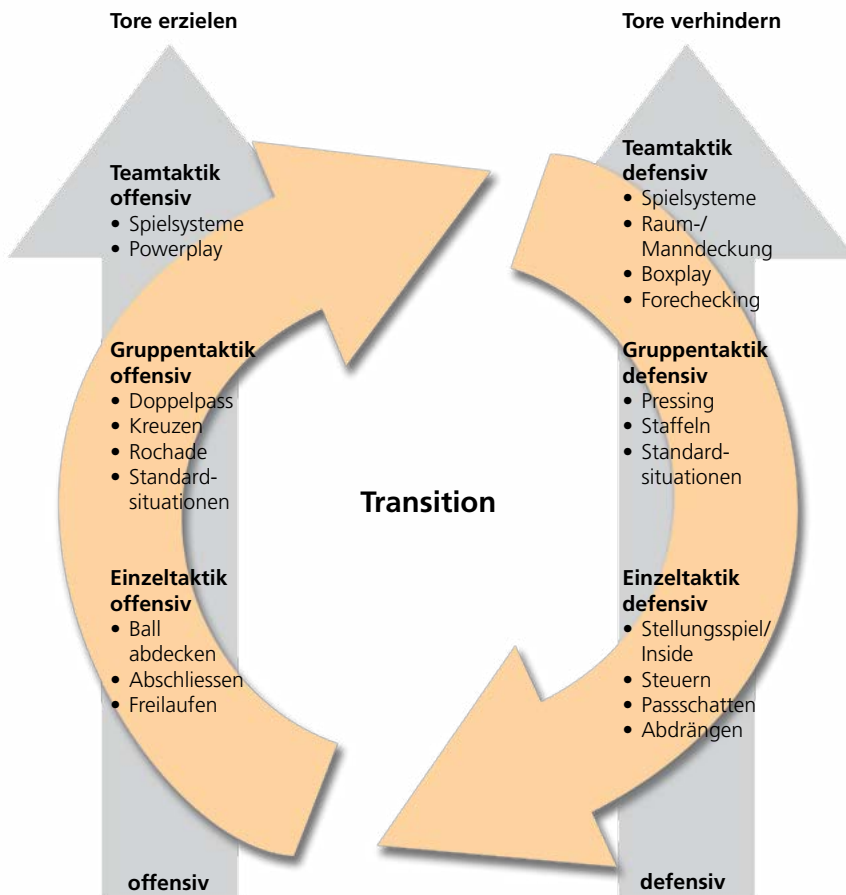 Tore erzielen
Teamtaktik
offensiv
• Spielsysteme
• Powerplay
Gruppentaktik
offensiv
• Doppelpass
• Kreuzen
• Rochade
• Standard-
situationen
Einzeltaktik
offensiv
• Ball
abdecken
• Abschliessen
• Freilaufen
offensiv
Transition
Tore verhindern
Teamtaktik
defensiv
• Spielsysteme
• Raum-/
Manndeckung
• Boxplay
• Forechecking
Gruppentaktik
defensiv
• Pressing
• Staffeln
• Standard-
situationen
Einzeltaktik
defensiv
• Stellungsspiel/
Inside
• Steuern
• Passschatten
• Abdrängen
defensiv